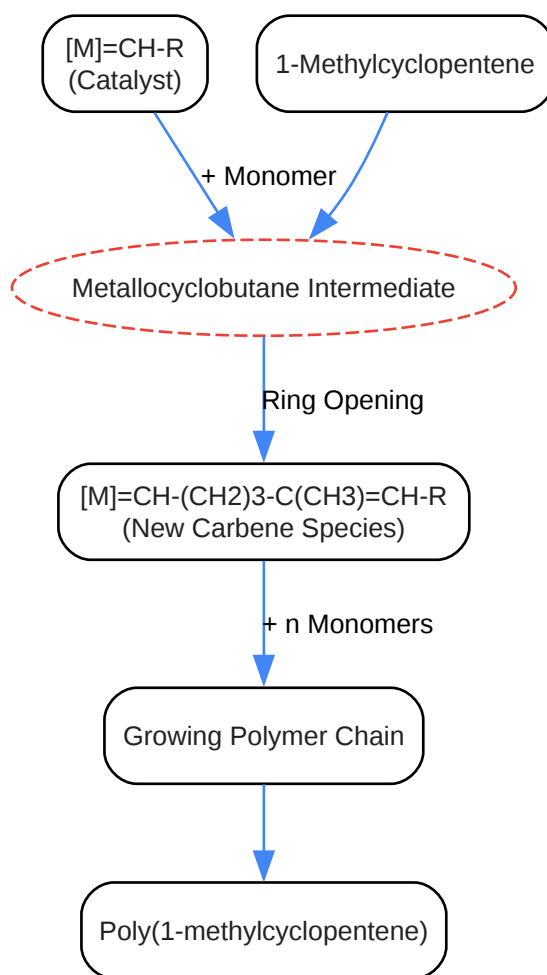 [M]=CH-R
(Catalyst)
1-Methylcyclopentene
+ Monomer
Metallocyclobutane Intermediate
Ring Opening
[M]=CH-(CH2)3-C(CH3)=CH-R
(New Carbene Species)
+ n Monomers
Growing Polymer Chain
Poly(1-methylcyclopentene)